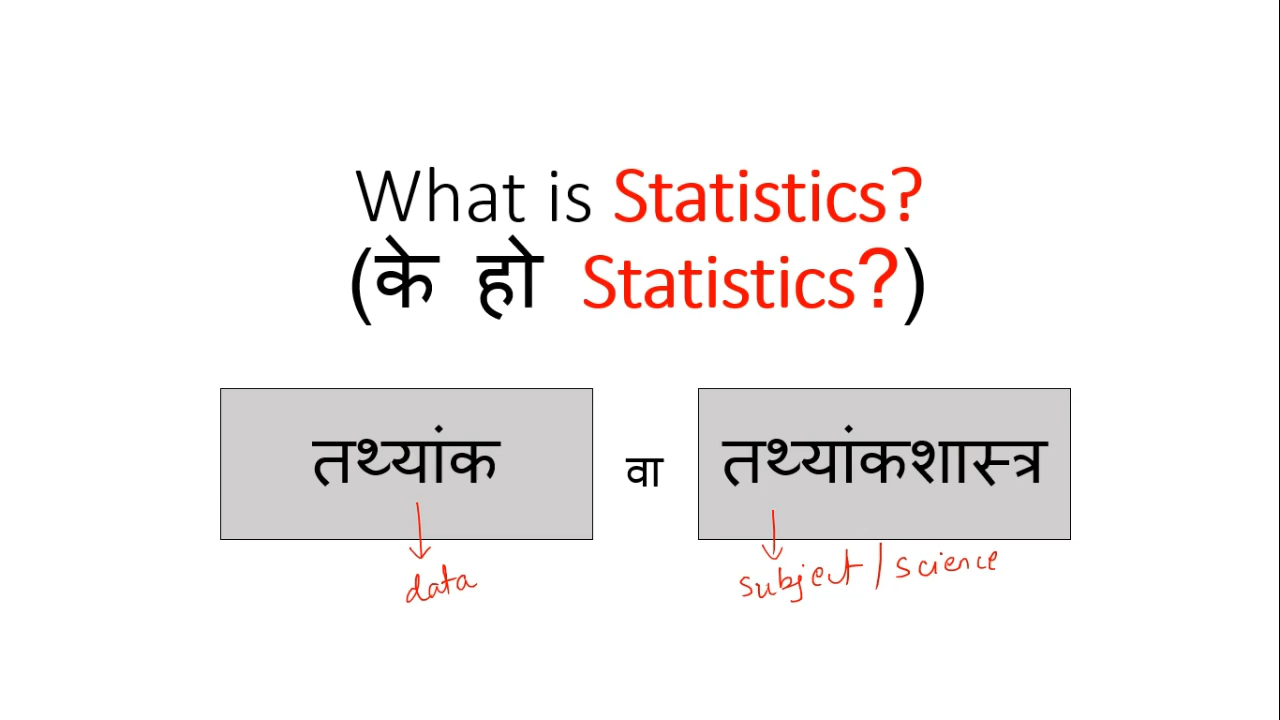 What is Statistics?
(के हो Statistics?)
तथ्यांक वा तथ्यांकशास्त्र
data subject / science